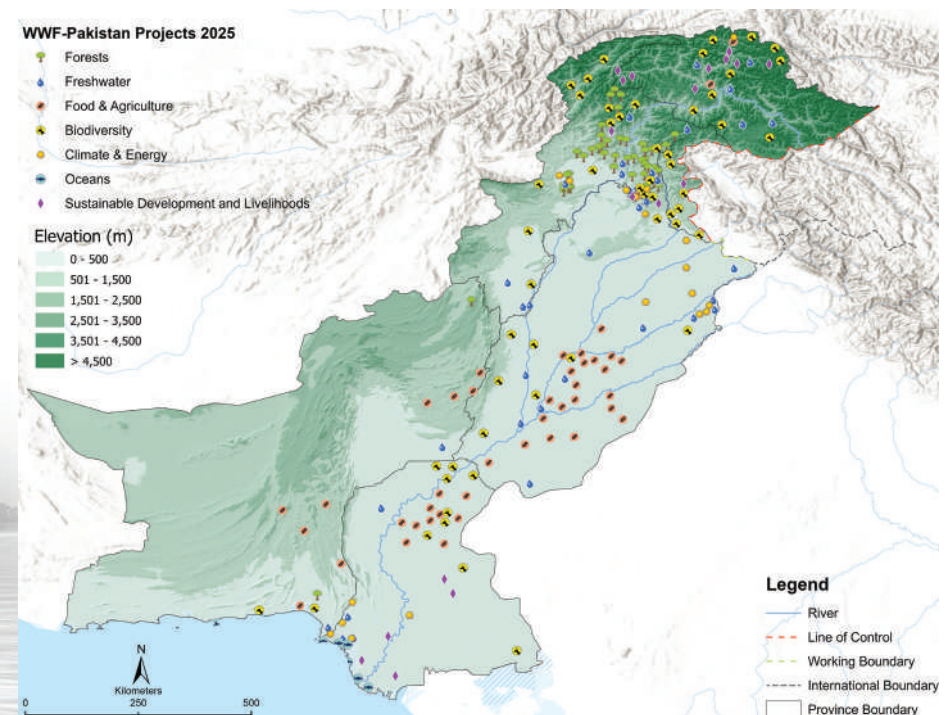 WWF-Pakistan Projects 2025
Forests
Freshwater
Food & Agriculture
Biodiversity
Climate & Energy
Oceans
Sustainable Development and Livelihoods
Elevation (m)
0 - 500
501 - 1,500
1,501 - 2,500
2,501 - 3,500
3,501 - 4,500
> 4,500
Legend
River
Line of Control
Working Boundary
International Boundary
Province Boundary
N
Kilometers
0 250 500